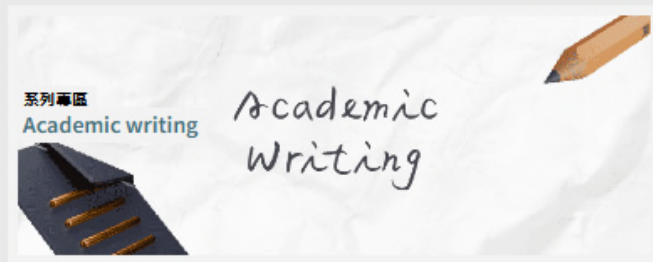 系列專區
Academic writing
Academic
Writing